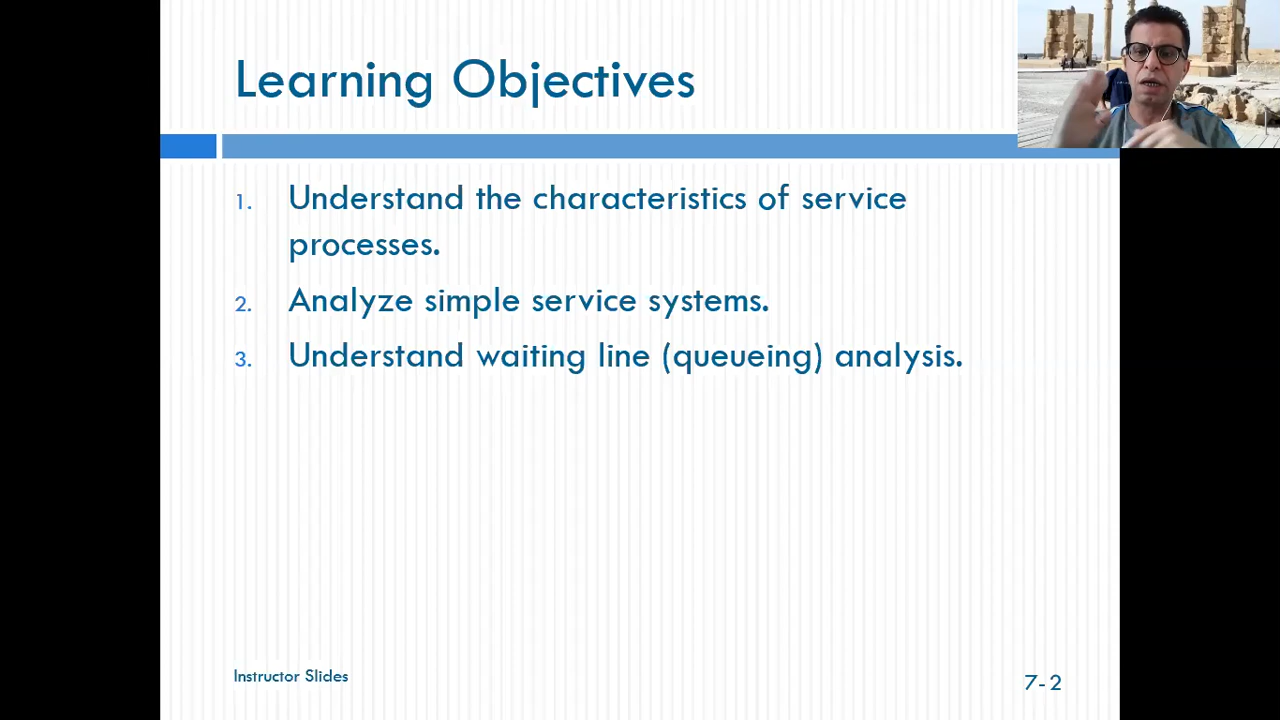 Learning Objectives
1. Understand the characteristics of service
processes.
2. Analyze simple service systems.
3. Understand waiting line (queueing) analysis.
Instructor Slides
7-2